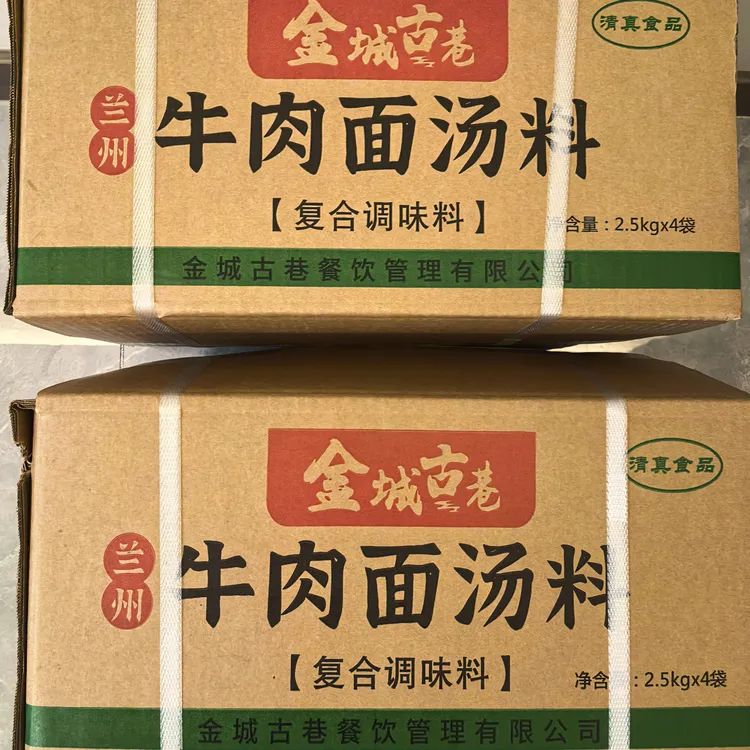 金城古巷
清真食品
兰州
牛肉面汤料
【复合调味料】
净含量：2.5kgx4袋
金城古巷餐饮管理有限公司
金城古巷
清真食品
兰州
牛肉面汤料
【复合调味料】
净含：2.5kgx4袋
金城古巷餐饮管理有限公司